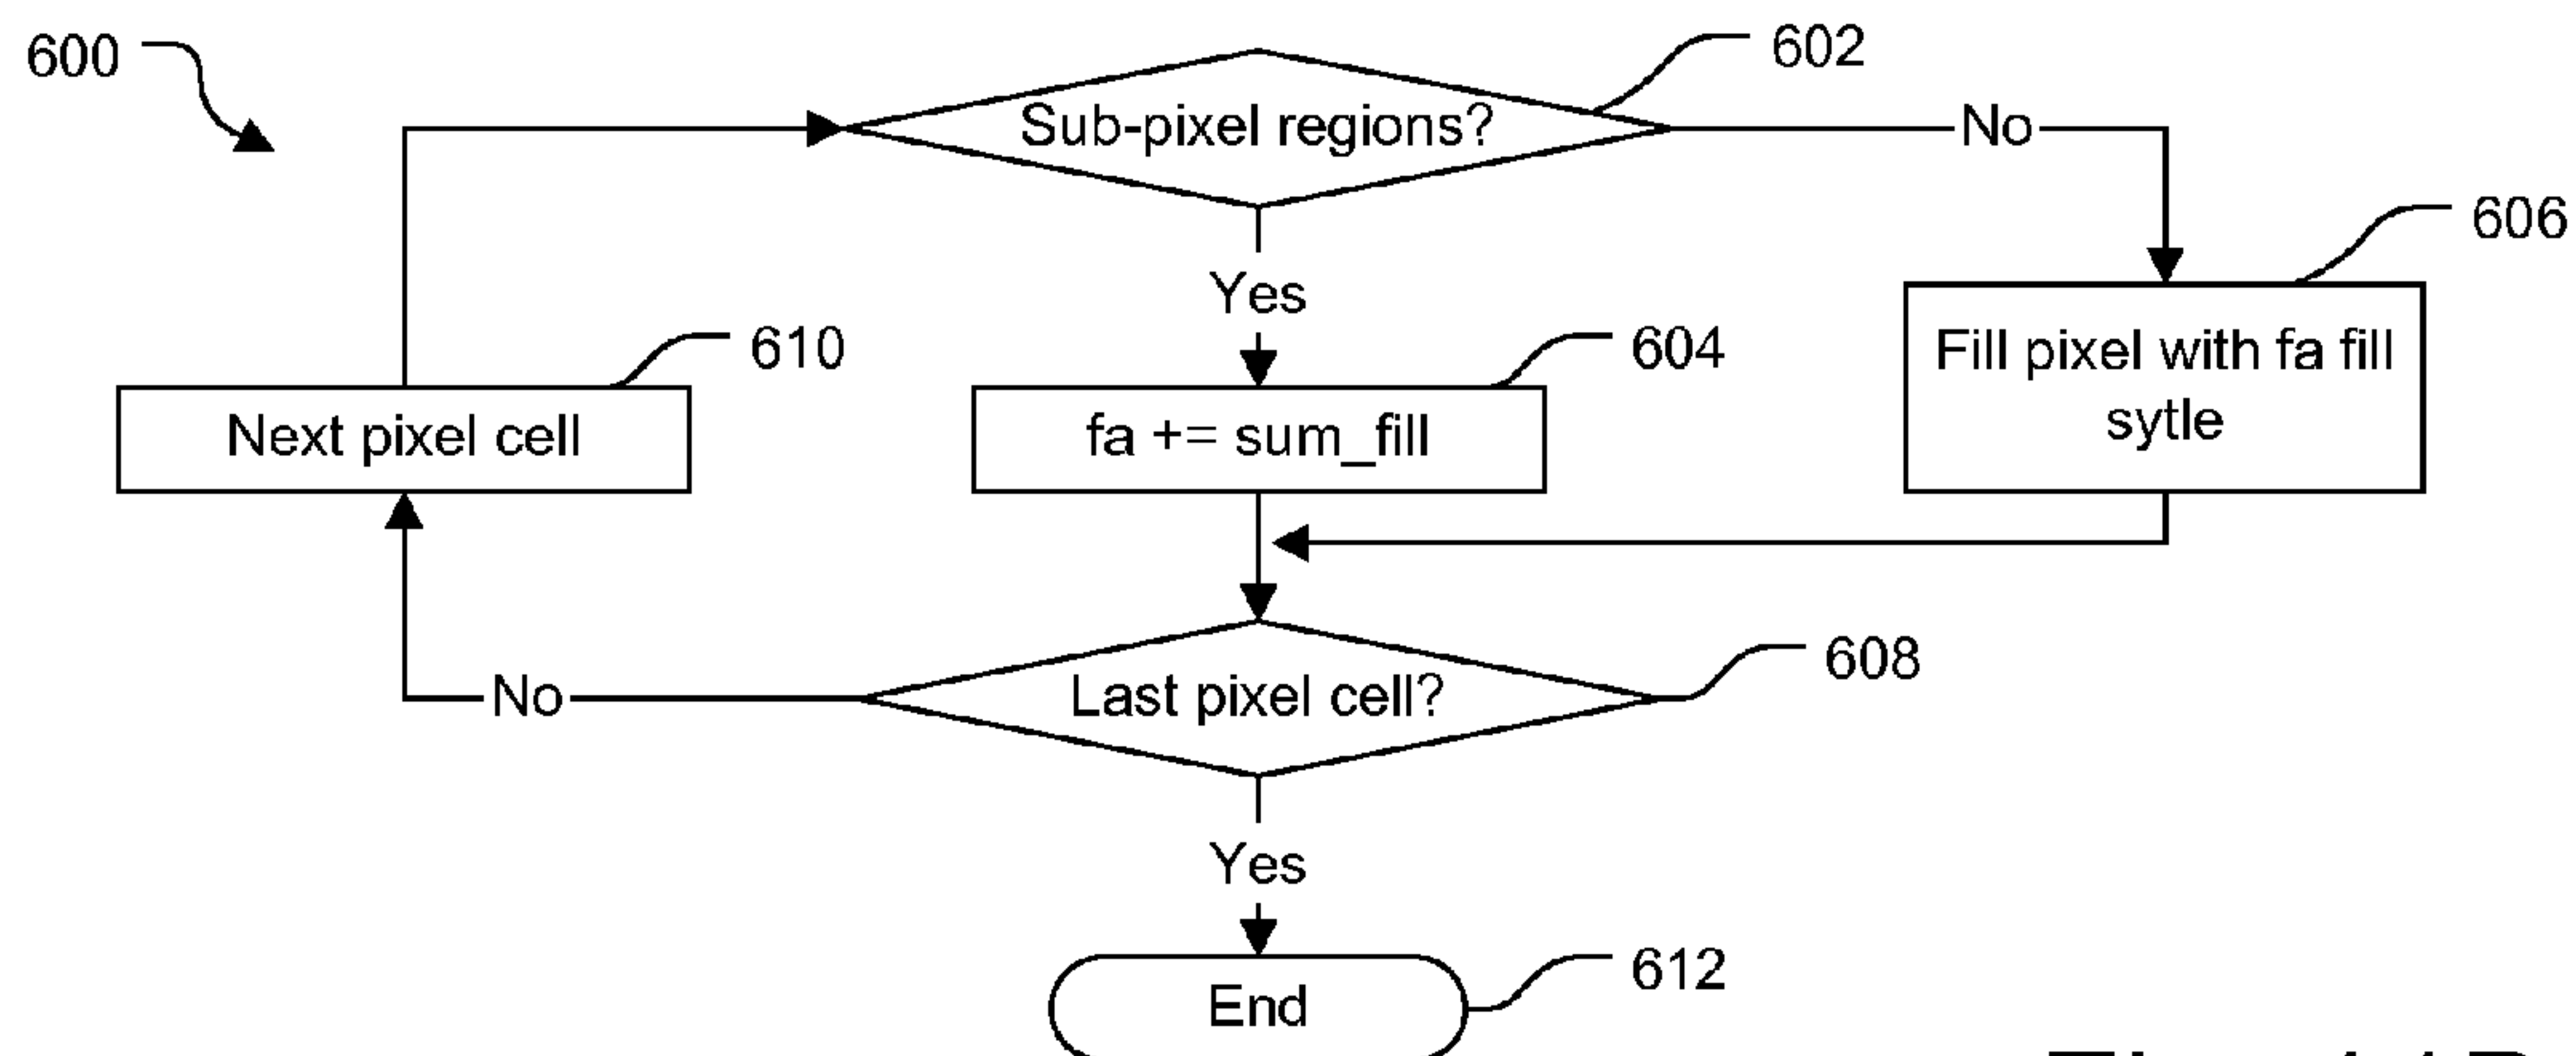 600
602
Sub-pixel regions?
No
606
Yes
Fill pixel with fa fill
sytle
610
604
Next pixel cell
fa += sum_fill
608
Last pixel cell?
No
Yes
612
End